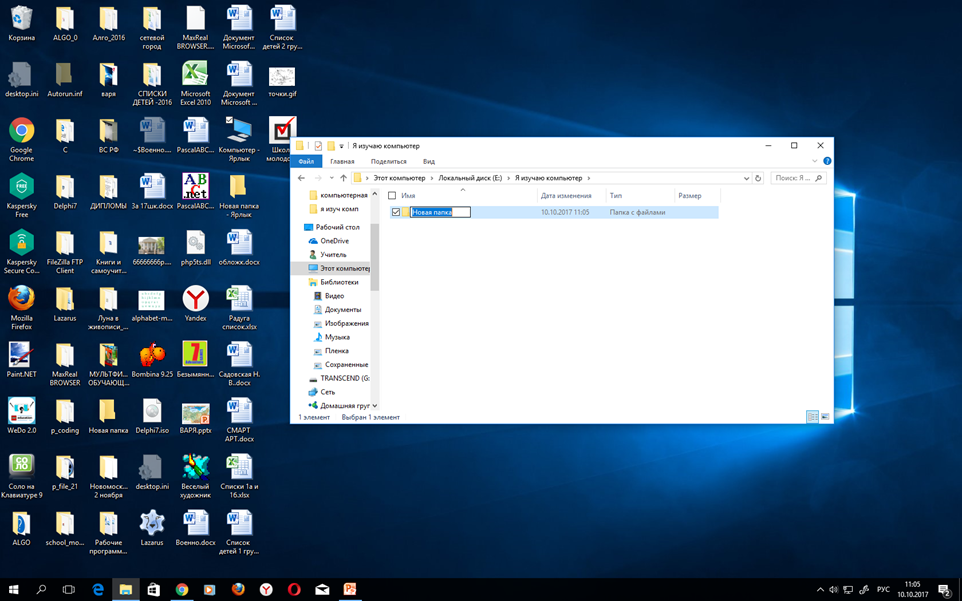 Корзина
ALGO_0
Алго_2016
сетевой
город
MaxReal
BROWSER....
Документ
Microsof...
Список
детей 2 гру...
desktop.ini
Autorun.inf
варя
СПИСКИ
ДЕТЕЙ -2016
Microsoft
Excel 2010
Документ
Microsoft ...
точки.gif
Google
Chrome
С
ВС РФ
~$Военно....
PascalABC....
Компьютер -
Ярлык
Школ
молодо
Kaspersky
Free
Delphi7
ДИПЛОМЫ
За 17шк.docx
PascalABC....
Новая папка
- Ярлык
Kaspersky
Secure Co...
FileZilla FTP
Client
Книги и
самоучит...
66666666p....
php5ts.dll
обложк.docx
Mozilla
Firefox
Lazarus
Луна в
живописи_...
alphabet-m...
Yandex
Радуга
список.xlsx
Paint.NET
MaxReal
BROWSER
МУЛЬТФИ...
ОБУЧАЮЩ...
Bombina 9.25
Безымянн...
Садовская Н.
В..docx
WeDo 2.0
p_coding
Новая папка
Delphi7.iso
ВАРЯ.pptx
СМАРТ
АРТ.docx
Соло на
Клавиатуре 9
p_file_21
Новомоск...
2 ноября
desktop.ini
Веселый
художник
Списки 1а и
1б.xlsx
ALGO
school_mo...
Рабочие
программ...
Lazarus
Военно.docx
Список
детей 1 гру...
Я изучаю компьютер
Файл Главная Поделиться Вид
Этот компьютер Локальный диск (E:) Я изучаю компьютер
Поиск: Я ...
компьютерная
я изуч комп
Рабочий стол
OneDrive
Учитель
Этот компьютер
Библиотеки
Видео
Документы
Изображения
Музыка
Пленка
Сохраненные
TRANSCEND (G:
Сеть
Домашняя груп
Имя Дата изменения Тип Размер
Новая папка 10.10.2017 11:05 Папка с файлами
1 элемент Выбран 1 элемент
РУС
11:05
10.10.2017
2